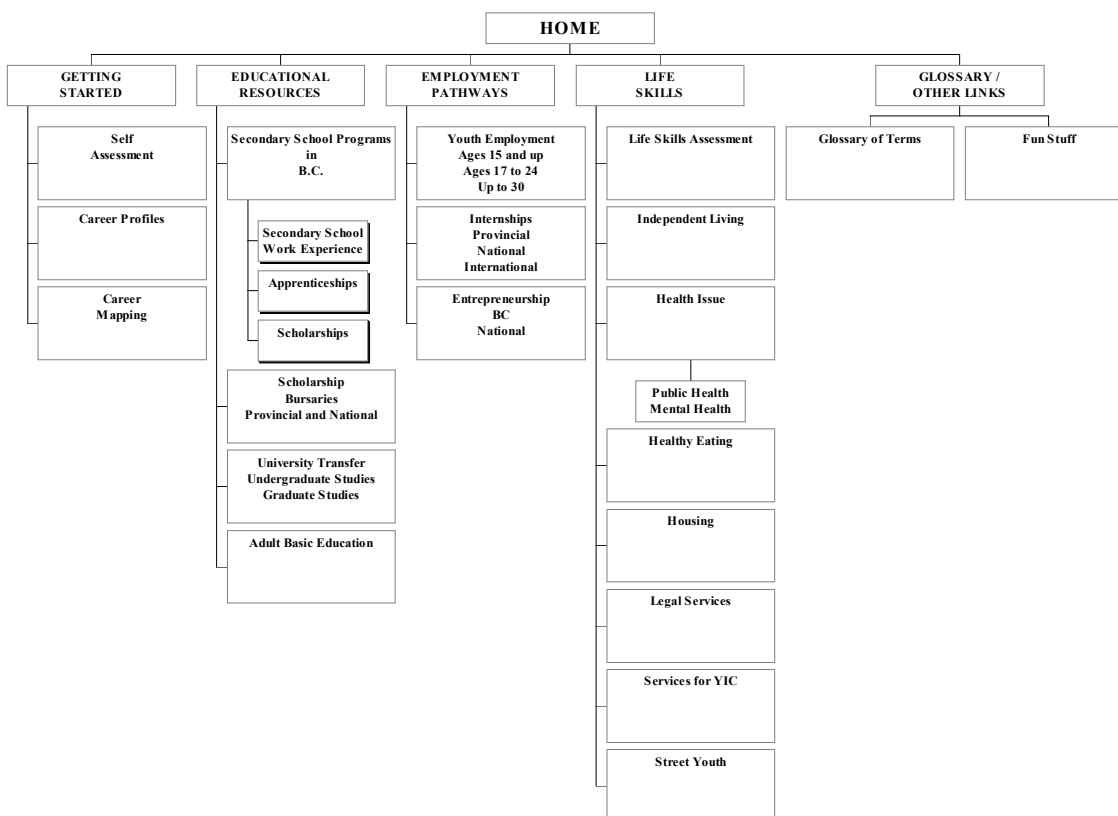 HOME
GETTING
STARTED
EDUCATIONAL
RESOURCES
EMPLOYMENT
PATHWAYS
LIFE
SKILLS
GLOSSARY /
OTHER LINKS
Self
Assessment
Career Profiles
Career
Mapping
Secondary School Programs
in
B.C.
Secondary School
Work Experience
Apprenticeships
Scholarships
Scholarship
Bursaries
Provincial and National
University Transfer
Undergraduate Studies
Graduate Studies
Adult Basic Education
Youth Employment
Ages 15 and up
Ages 17 to 24
Up to 30
Internships
Provincial
National
International
Entrepreneurship
BC
National
Life Skills Assessment
Independent Living
Health Issue
Public Health
Mental Health
Healthy Eating
Housing
Legal Services
Services for YIC
Street Youth
Glossary of Terms
Fun Stuff